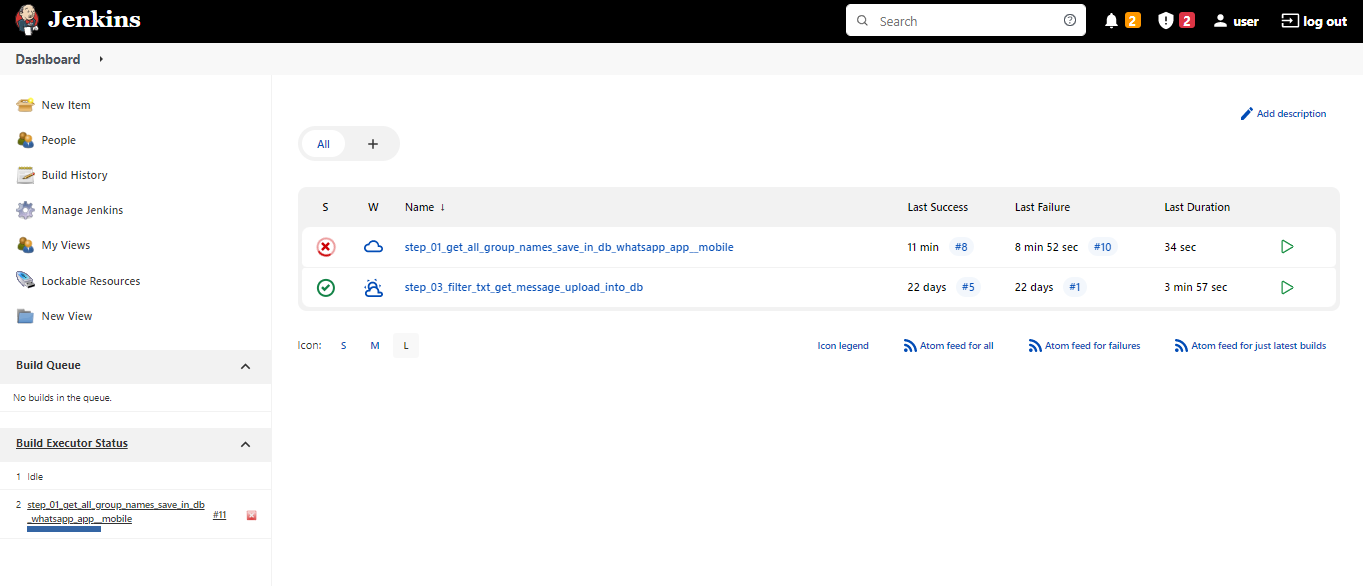 Jenkins
Search
2
2
user
log out
Dashboard
New Item
People
Build History
Manage Jenkins
My Views
Lockable Resources
New View
Build Queue
No builds in the queue.
Build Executor Status
1 Idle
2 step_01_get_all_group_names_save_in_db
_whatsapp_app__mobile
#11
Add description
All +
S W Name ↓ Last Success Last Failure Last Duration
step_01_get_all_group_names_save_in_db_whatsapp_app__mobile 11 min #8 8 min 52 sec #10 34 sec
step_03_filter_txt_get_message_upload_into_db 22 days #5 22 days #1 3 min 57 sec
Icon: S M L
Icon legend Atom feed for all Atom feed for failures Atom feed for just latest builds